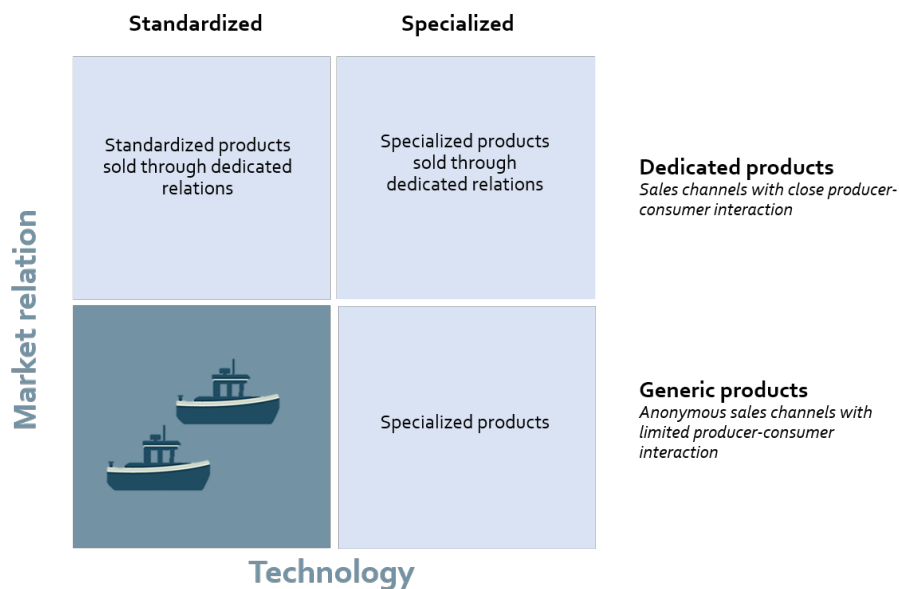 Standardized
Specialized
Standardized products
sold through dedicated
relations
Specialized products
sold through
dedicated relations
Dedicated products
Sales channels with close producer-
consumer interaction
Market relation
Specialized products
Generic products
Anonymous sales channels with
limited producer-consumer
interaction
Technology